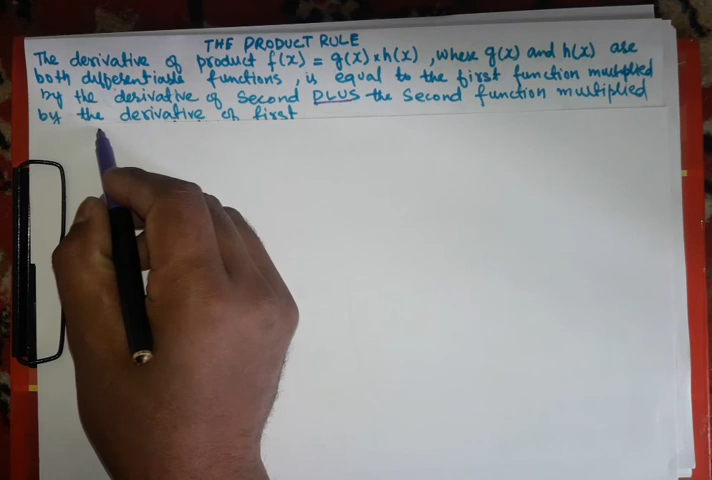 THE PRODUCT RULE
The derivative of product f(x) = g(x) × h(x), where g(x) and h(x) are
both differentiable functions, is equal to the first function multiplied
by the derivative of second PLUS the second function multiplied
by the derivative of first